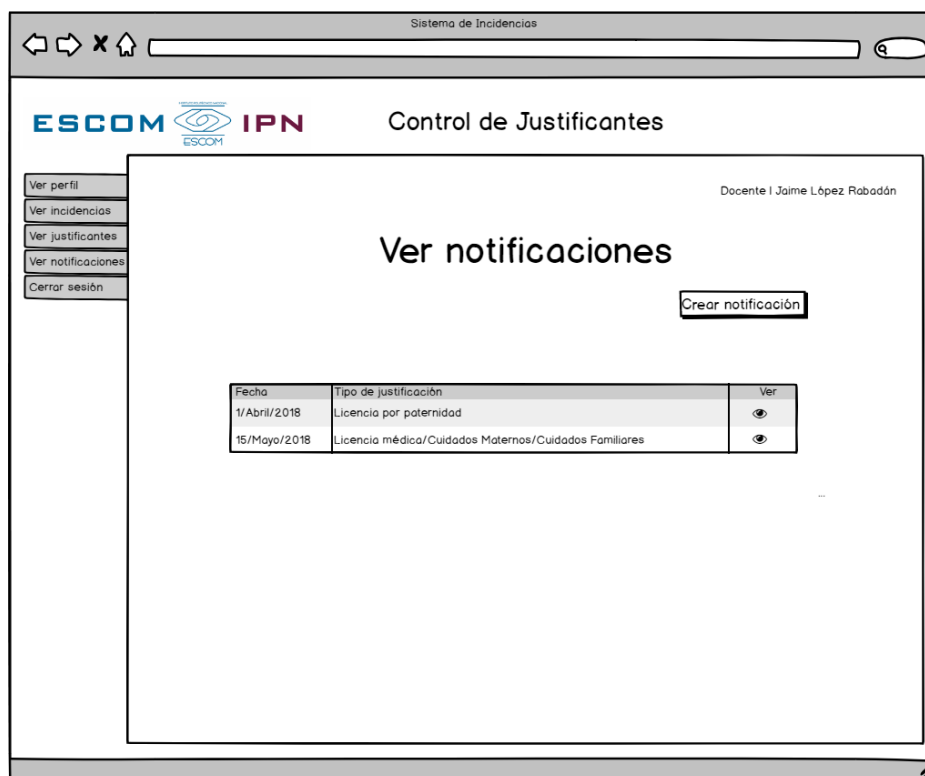 Sistema de Incidencias
ESCOM IPN
ESCOM
Control de Justificantes
Ver perfil
Ver incidencias
Ver justificantes
Ver notificaciones
Cerrar sesión
Docente | Jaime López Rabadán
Ver notificaciones
Crear notificación
Fecha Tipo de justificación Ver
1/Abril/2018 Licencia por paternidad
15/Mayo/2018 Licencia médica/Cuidados Maternos/Cuidados Familiares
...